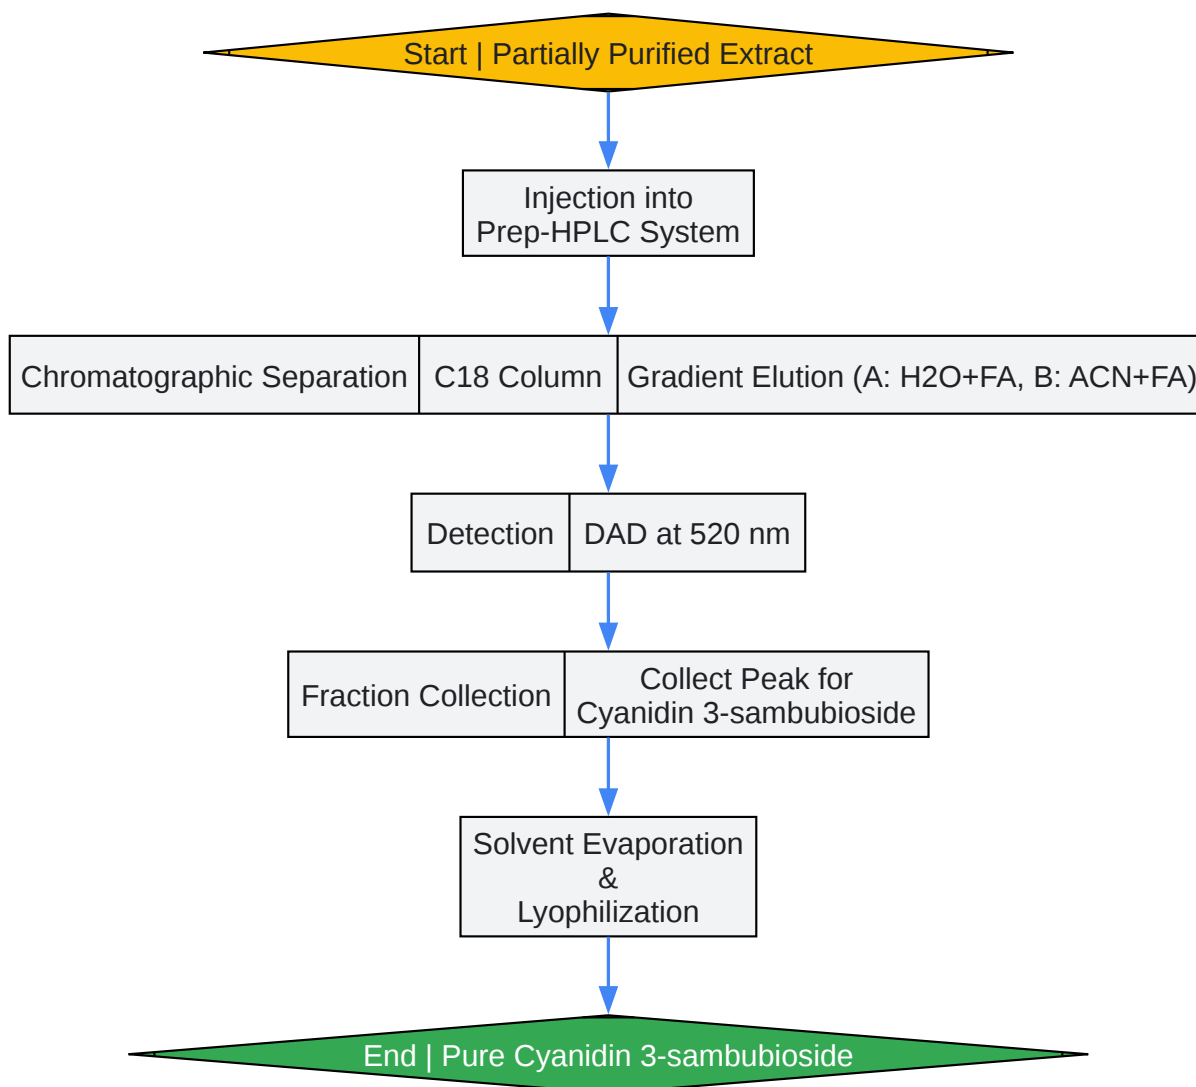 Start | Partially Purified Extract
Injection into
Prep-HPLC System
Chromatographic Separation
C18 Column
Gradient Elution (A: H2O+FA, B: ACN+FA)
Detection
DAD at 520 nm
Fraction Collection
Collect Peak for
Cyanidin 3-sambubioside
Solvent Evaporation
&
Lyophilization
End | Pure Cyanidin 3-sambubioside